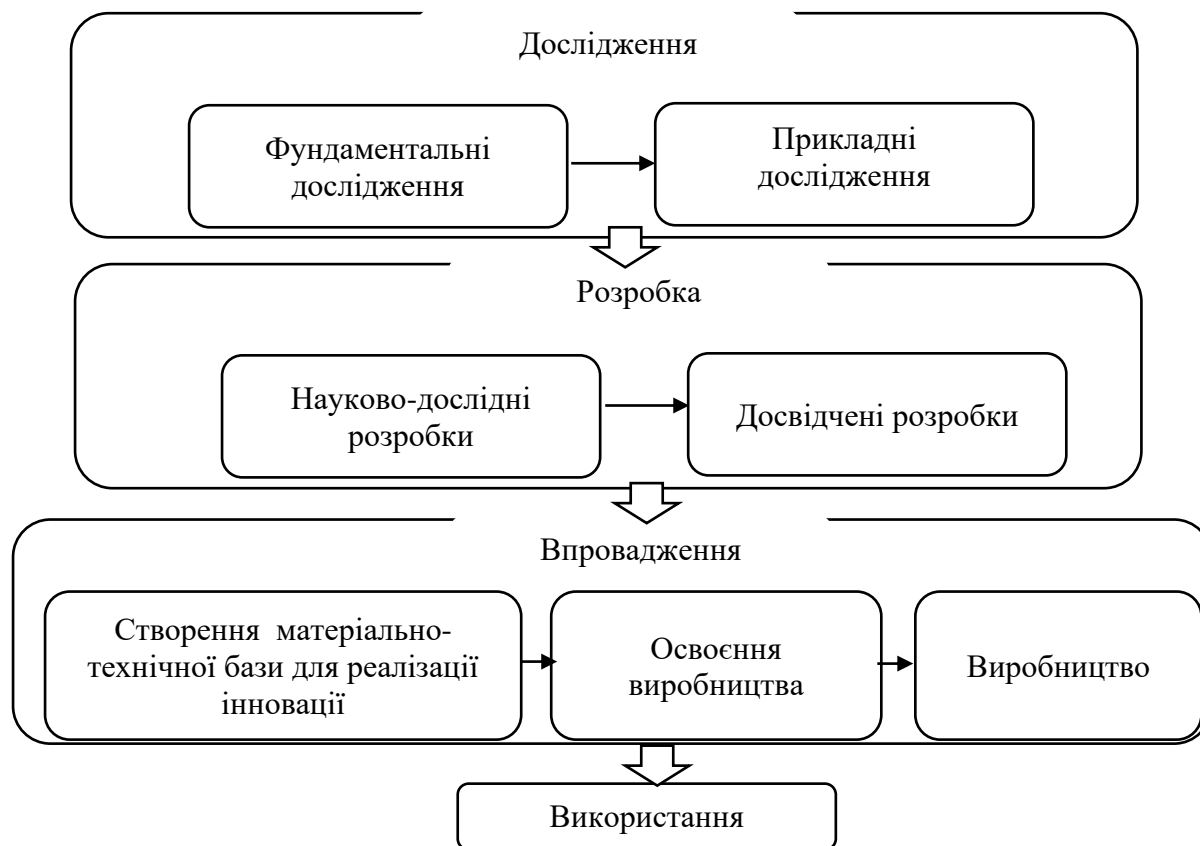 Дослідження
Фундаментальні
дослідження
Прикладні
дослідження
Розробка
Науково-дослідні
розробки
Досвідчені розробки
Впровадження
Створення матеріально-
технічної бази для реалізації
інновації
Освоєння
виробництва
Виробництво
Використання